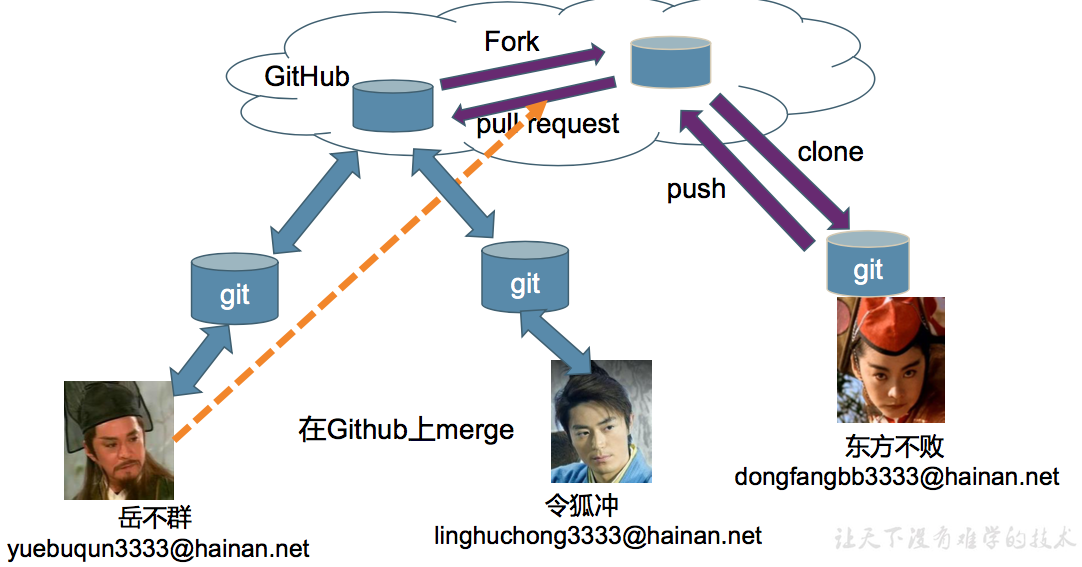 Fork
GitHub
pull request
clone
push
git
git
git
在Github上merge
东方不败
dongfangbb3333@hainan.net
令狐冲
linghuchong3333@hainan.net
岳不群
yuebuqun3333@hainan.net
让天下没有难学的技术